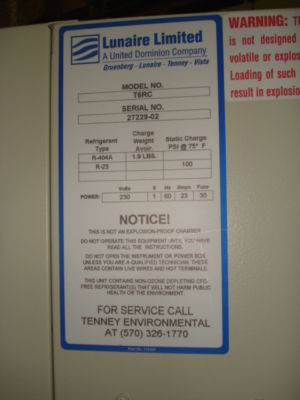 Lunaire Limited
A United Dominion Company
Gruenberg - Lunaire - Tenney - Vista
WARNING:
is not designed
volatile or explos
Loading of such
result in explosio
MODEL NO.
T6RC
SERIAL NO.
27229-02
Refrigerant Type
Charge Weight Avoir.
Static Charge PSI @ 75° F
R-404A 1.9 LBS.
R-23 100
Volts Hz Amps Fuse
POWER: 230 1 60 23 30
NOTICE!
THIS IS NOT AN EXPLOSION-PROOF CHAMBER
DO NOT OPERATE THIS EQUIPMENT UNTIL YOU HAVE
READ ALL THE INSTRUCTIONS.
DO NOT OPEN THE INSTRUMENT OR POWER BOX
UNLESS YOU ARE A QUALIFIED TECHNICIAN. THESE
AREAS CONTAIN LIVE WIRES AND HOT TERMINALS.
THIS UNIT CONTAINS NON-OZONE DEPLETING CFC-
FREE REFRIGERANT(S) THAT WILL NOT HARM PUBLIC
HEALTH OR THE ENVIRONMENT.
FOR SERVICE CALL
TENNEY ENVIRONMENTAL
AT (570) 326-1770